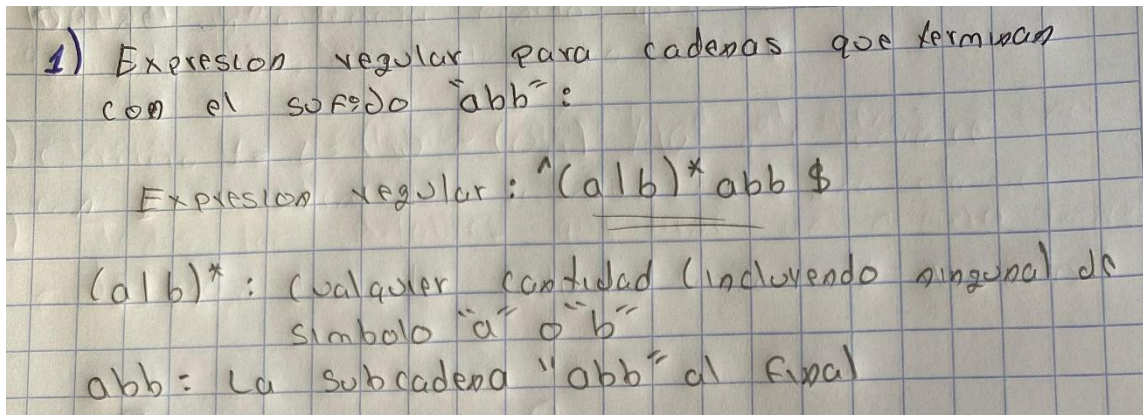 1) Expresion regular para cadenas que terminan
con el sufijo "abb":
Expresion regular: ^(a|b)* abb $
(a|b)*: Cualquier cantidad (incluyendo ninguna) de
simbolo "a" o "b"
abb: La subcadena "abb" al final